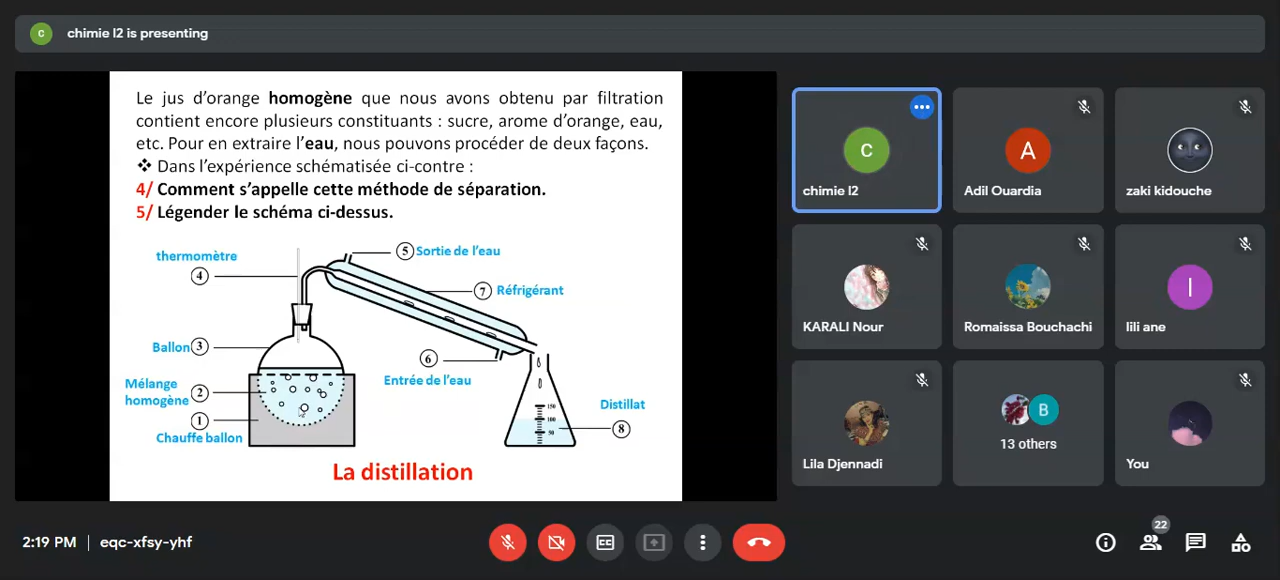 c
chimie l2 is presenting
Le jus d’orange homogène que nous avons obtenu par filtration
contient encore plusieurs constituants : sucre, arome d’orange, eau,
etc. Pour en extraire l’eau, nous pouvons procéder de deux façons.
❖ Dans l’expérience schématisée ci-contre :
4/ Comment s’appelle cette méthode de séparation.
5/ Légender le schéma ci-dessus.
thermomètre
4
5 Sortie de l’eau
7 Réfrigérant
Ballon 3
6
Entrée de l’eau
Mélange
homogène 2
1
Chauffe ballon
Distillat
8
150
100
50
La distillation
C
chimie l2
A
Adil Ouardia
zaki kidouche
KARALI Nour
Romaissa Bouchachi
l
lili ane
Lila Djennadi
B
13 others
You
2:19 PM | eqc-xfsy-yhf
CC
22